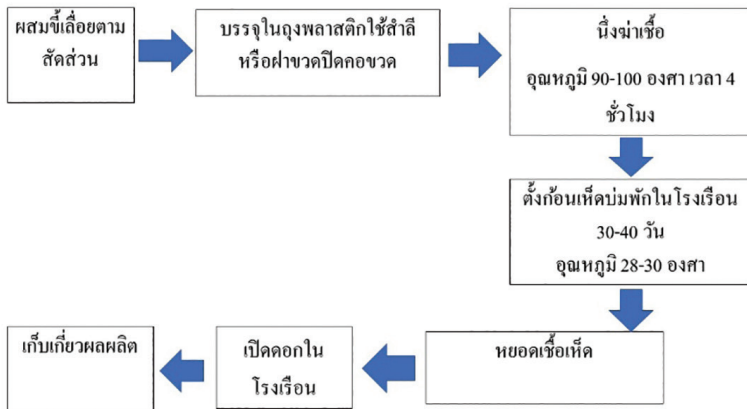 ผสมขี้เลื่อยตาม
สัดส่วน
บรรจุในถุงพลาสติกใช้สำลี
หรือฝาขวดปิดคอขวด
นึ่งฆ่าเชื้อ
อุณหภูมิ 90-100 องศา เวลา 4
ชั่วโมง
ตั้งก้อนเห็ดบ่มพักในโรงเรือน
30-40 วัน
อุณหภูมิ 28-30 องศา
หยอดเชื้อเห็ด
เปิดดอกใน
โรงเรือน
เก็บเกี่ยวผลผลิต